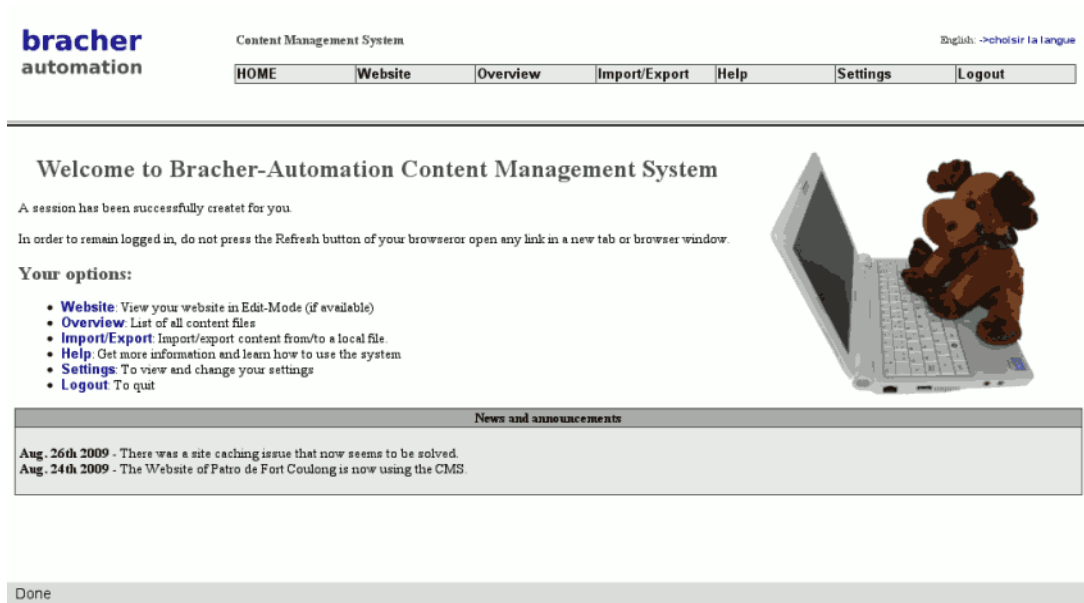 bracher
automation
Content Management System
English: ->choisir la langue
HOME Website Overview Import/Export Help Settings Logout
Welcome to Bracher-Automation Content Management System
A session has been successfully createt for you.
In order to remain logged in, do not press the Refresh button of your browseror open any link in a new tab or browser window.
Your options:
• Website: View your website in Edit-Mode (if available)
• Overview: List of all content files
• Import/Export: Import/export content from/to a local file.
• Help: Get more information and learn how to use the system
• Settings: To view and change your settings
• Logout: To quit
News and announcements
Aug. 26th 2009 - There was a site caching issue that now seems to be solved.
Aug. 24th 2009 - The Website of Patro de Fort Coulong is now using the CMS.
Done